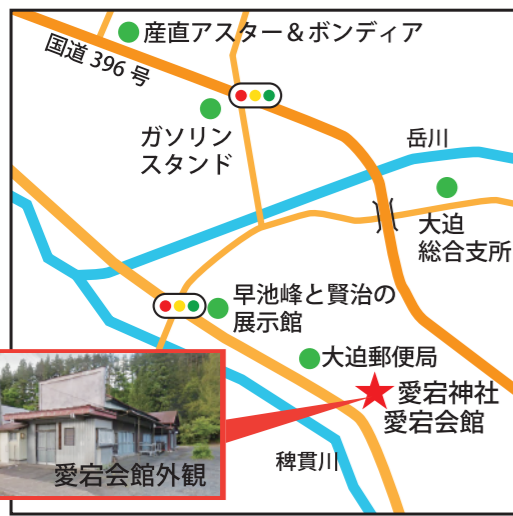 産直アスター＆ボンディア
国道 396 号
ガソリン
スタンド
岳川
大迫
総合支所
早池峰と賢治の
展示館
大迫郵便局
愛宕神社
愛宕会館
愛宕会館外観
稗貫川